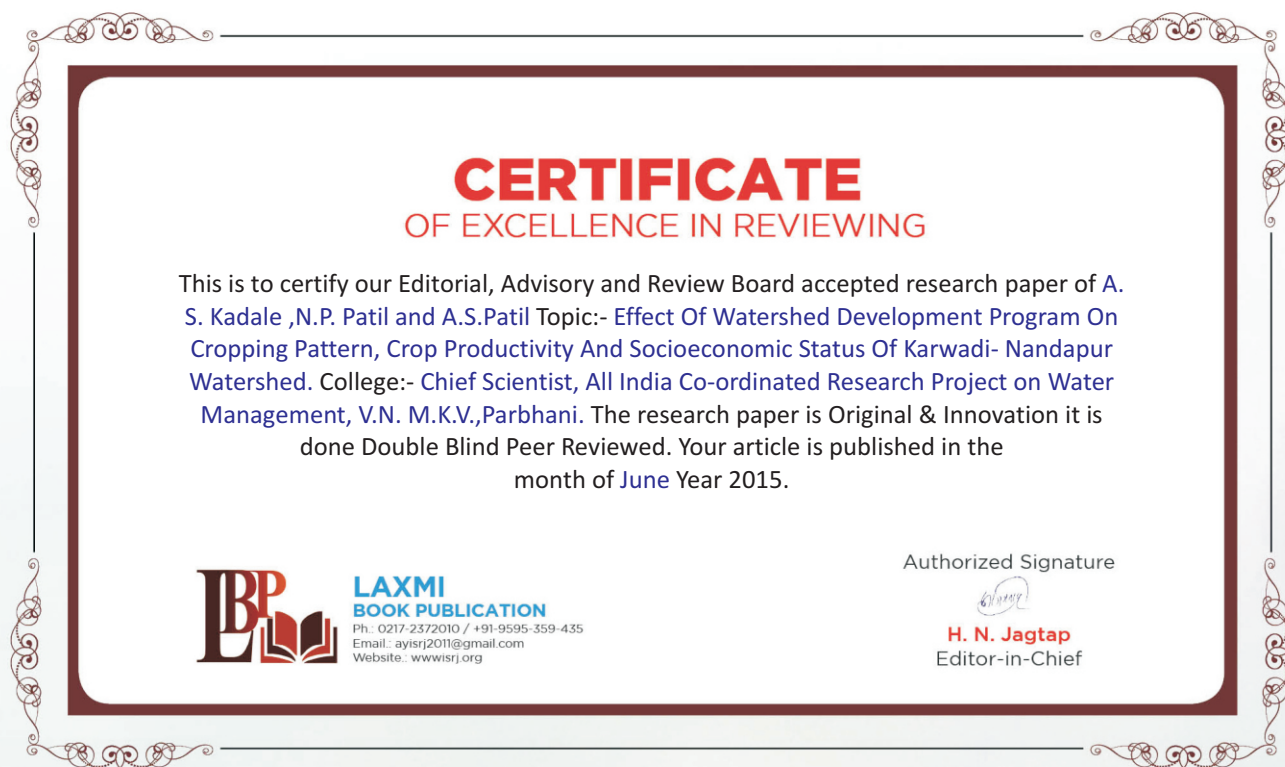 CERTIFICATE
OF EXCELLENCE IN REVIEWING
This is to certify our Editorial, Advisory and Review Board accepted research paper of A.
S. Kadale ,N.P. Patil and A.S.Patil Topic:- Effect Of Watershed Development Program On
Cropping Pattern, Crop Productivity And Socioeconomic Status Of Karwadi- Nandapur
Watershed. College:- Chief Scientist, All India Co-ordinated Research Project on Water
Management, V.N. M.K.V.,Parbhani. The research paper is Original & Innovation it is
done Double Blind Peer Reviewed. Your article is published in the
month of June Year 2015.
LBP
LAXMI
BOOK PUBLICATION
Ph.: 0217-2372010 / +91-9595-359-435
Email.: ayisrj2011@gmail.com
Website.: wwwisrj.org
Authorized Signature
H. N. Jagtap
Editor-in-Chief